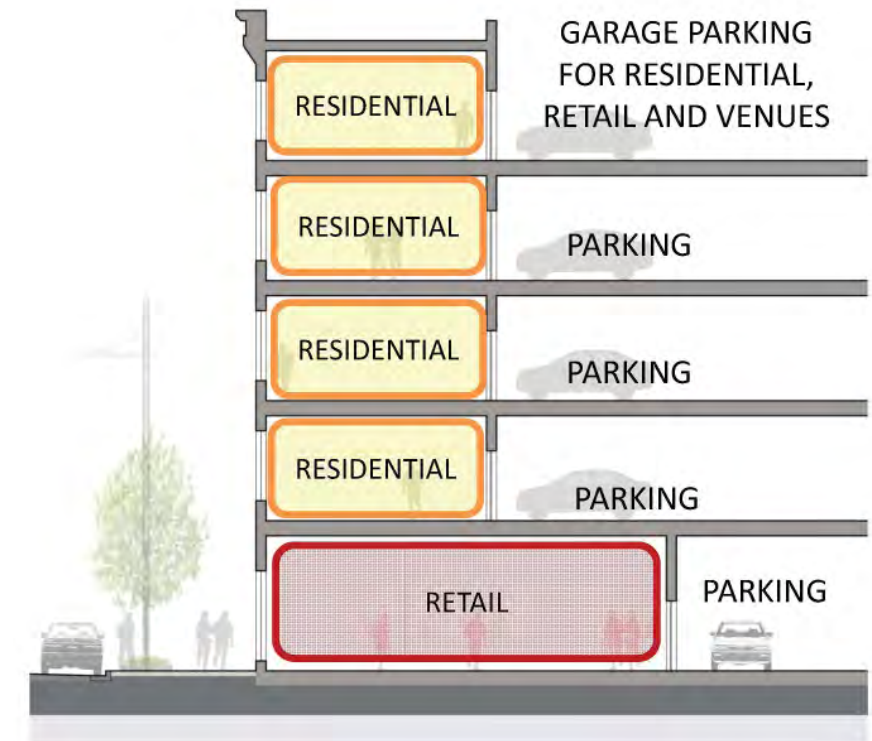 GARAGE PARKING
FOR RESIDENTIAL,
RETAIL AND VENUES
RESIDENTIAL
RESIDENTIAL
PARKING
RESIDENTIAL
PARKING
RESIDENTIAL
PARKING
RETAIL
PARKING